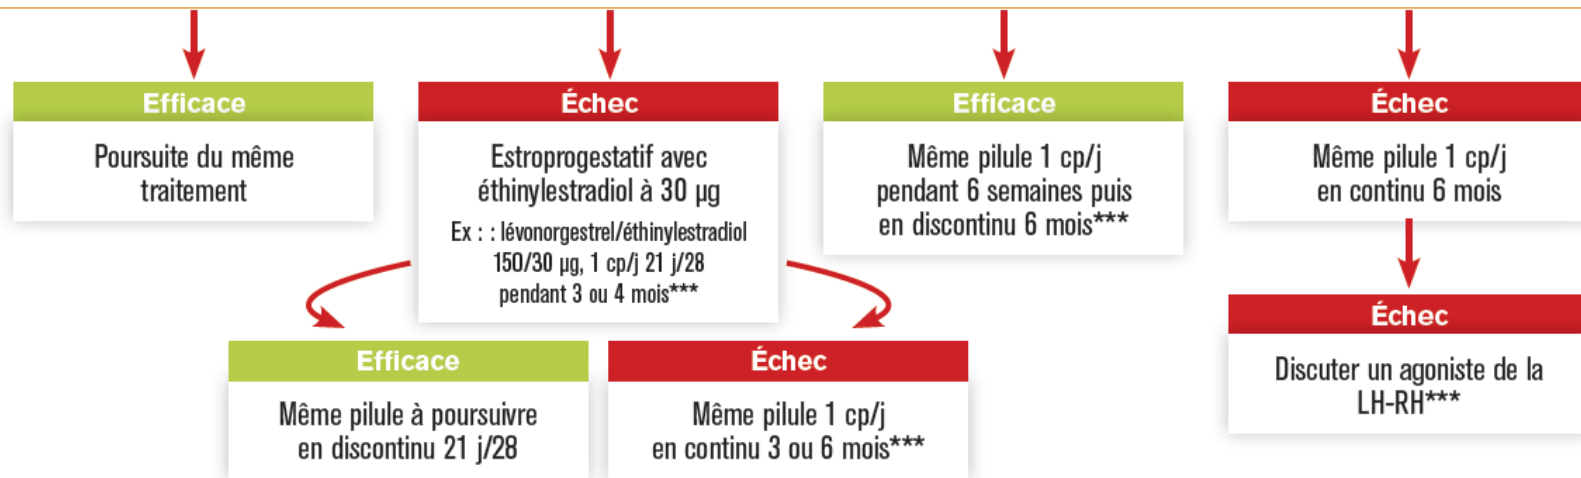 Efficace
Poursuite du même
traitement
Échec
Estroprogestatif avec
éthinylestradiol à 30 µg
Ex : : lévonorgestrel/éthinylestradiol
150/30 µg, 1 cp/j 21 j/28
pendant 3 ou 4 mois***
Efficace
Même pilule 1 cp/j
pendant 6 semaines puis
en discontinu 6 mois***
Échec
Même pilule 1 cp/j
en continu 6 mois
Efficace
Même pilule à poursuivre
en discontinu 21 j/28
Échec
Même pilule 1 cp/j
en continu 3 ou 6 mois***
Échec
Discuter un agoniste de la
LH-RH***